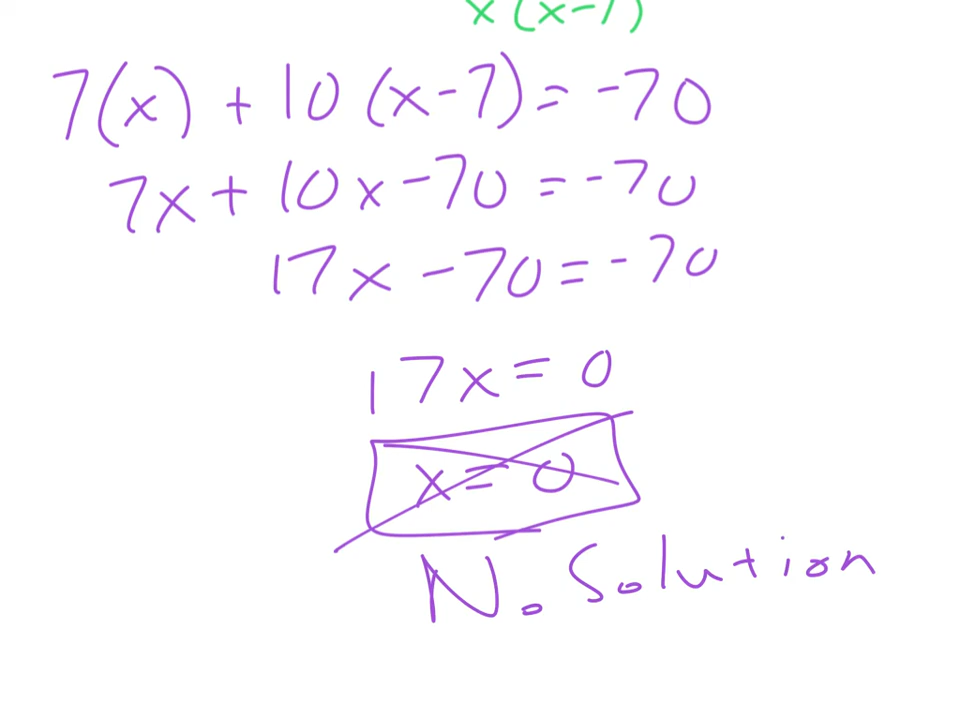 x(x-7)
7(x) + 10(x-7) = -70
7x + 10x - 70 = -70
17x - 70 = -70
17x = 0
x = 0
No Solution